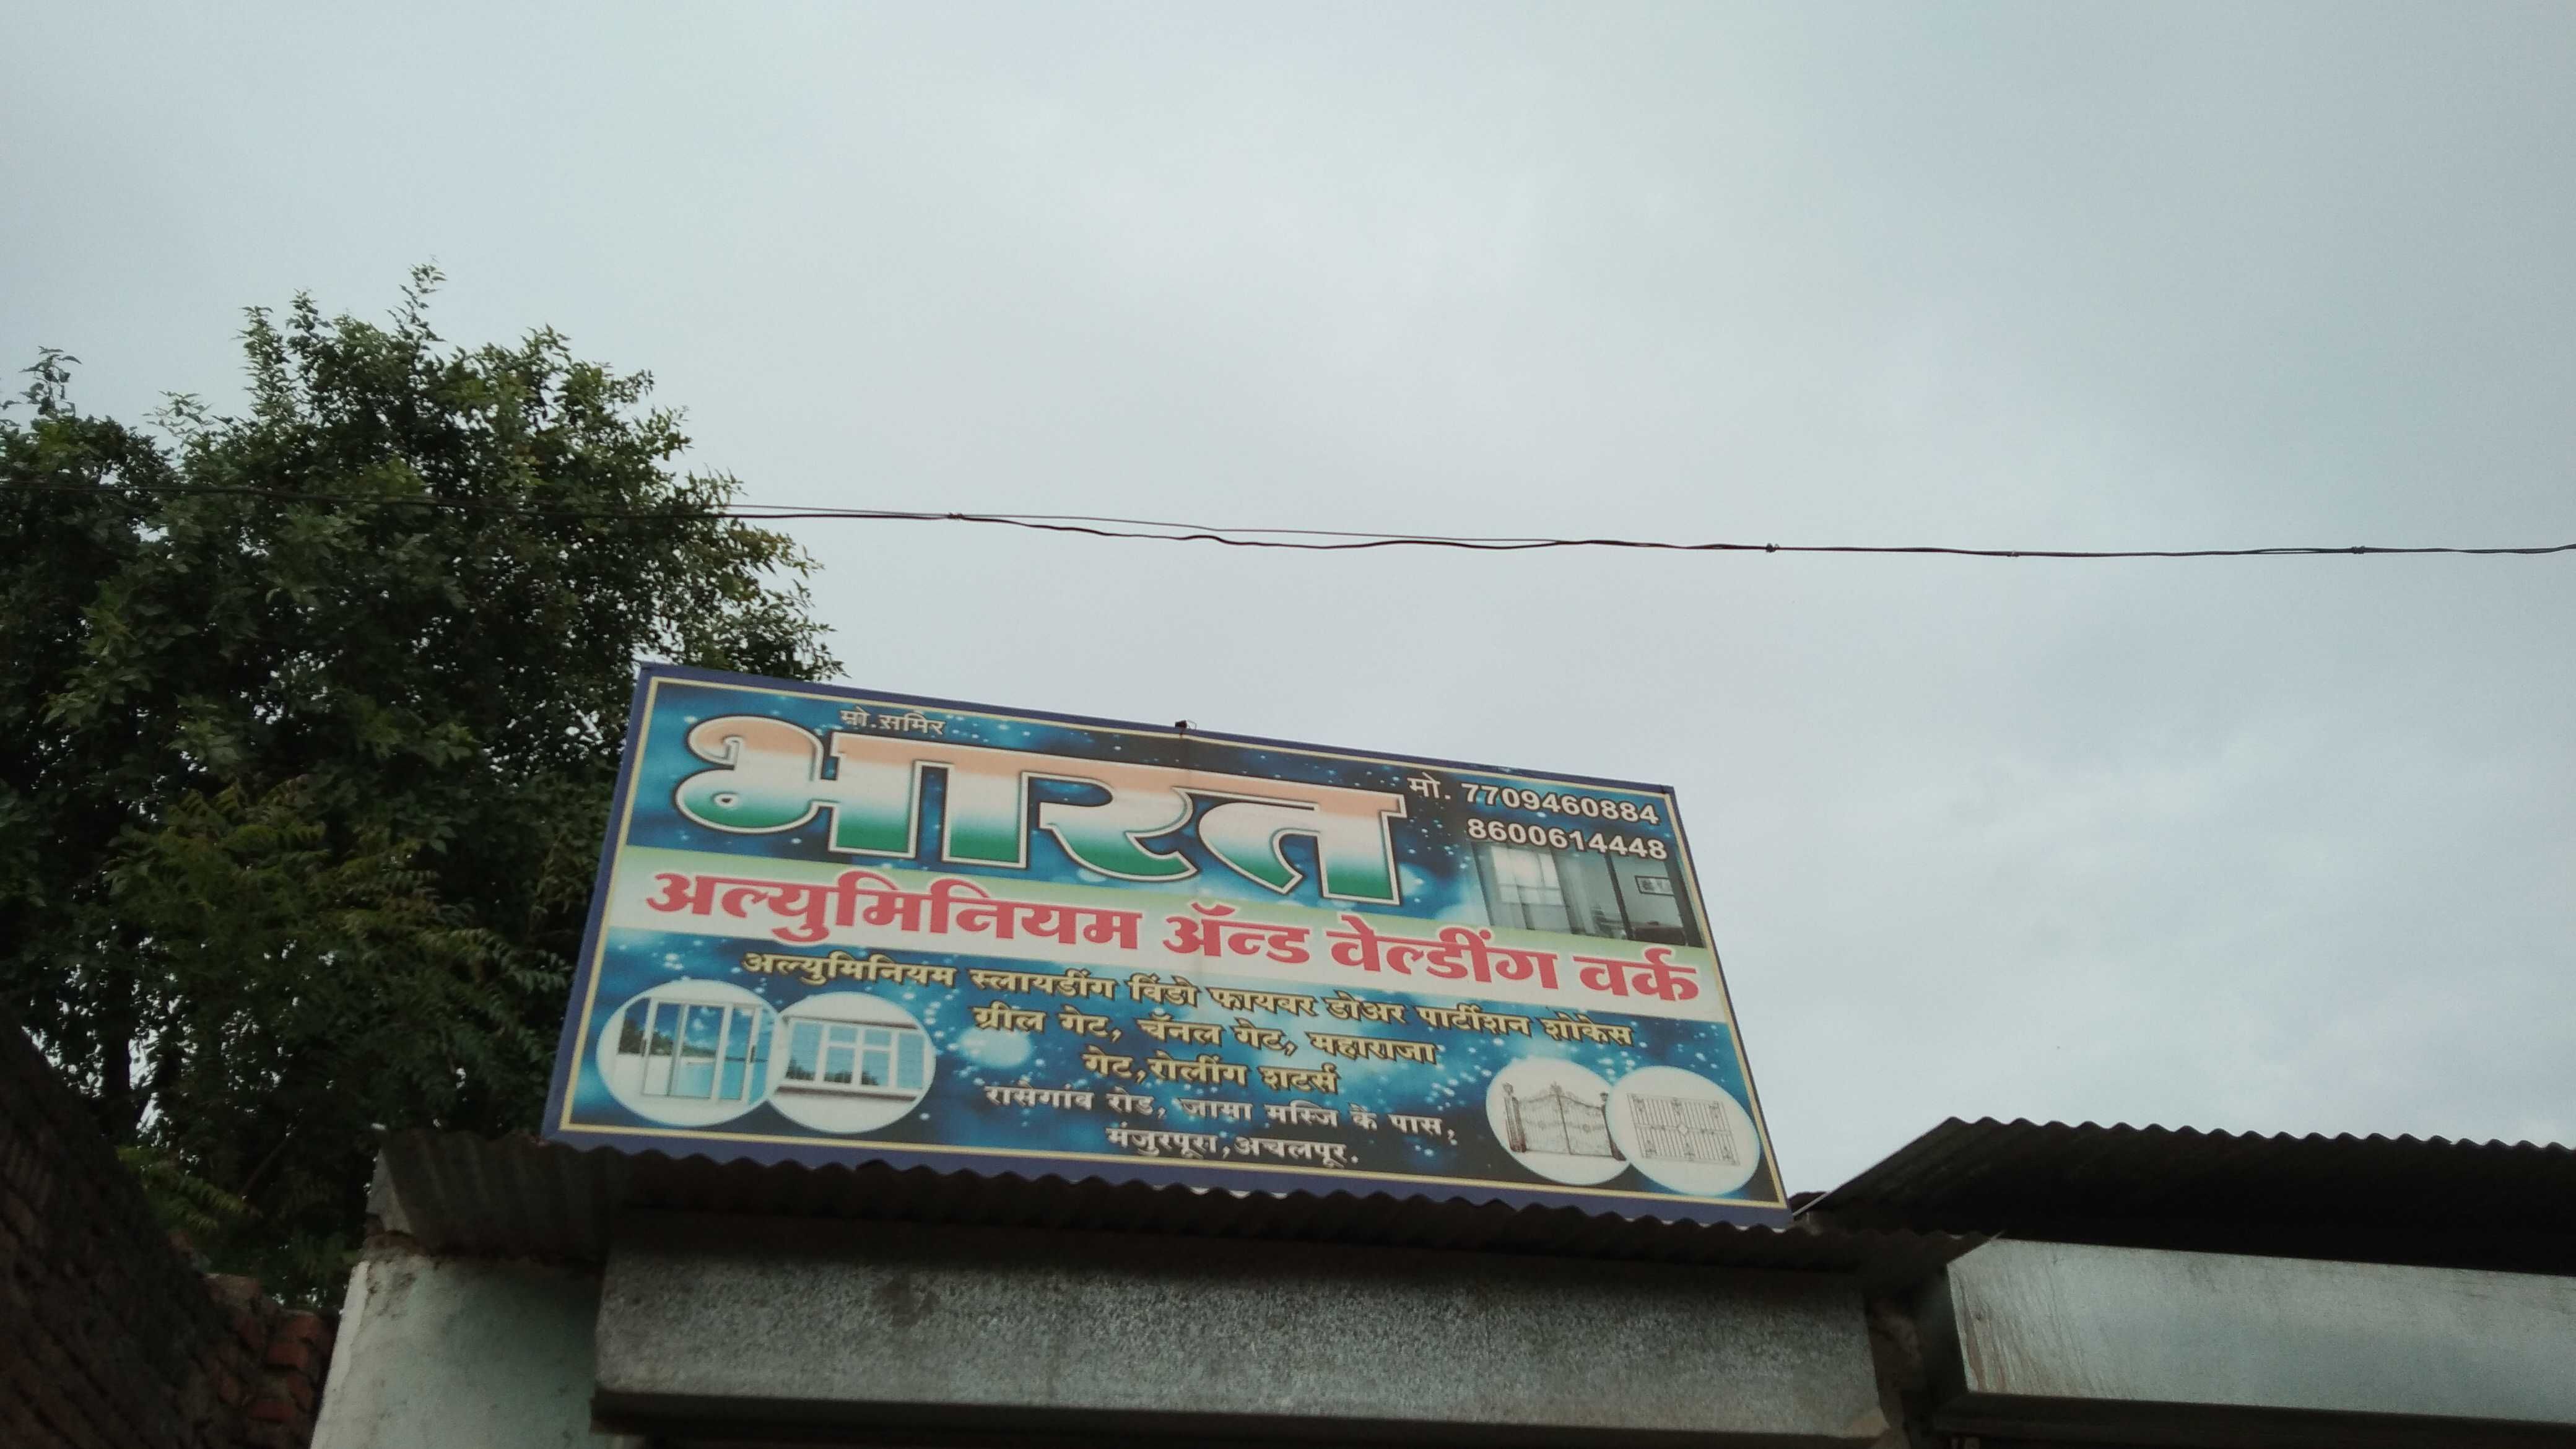 मो.समिर
भारत
मो. 7709460884
8600614448
अल्युमिनियम ॲन्ड वेल्डींग वर्क
अल्युमिनियम स्लायडींग विंडो फायबर डोअर पार्टीशन शोकेस
ग्रील गेट, चॅनल गेट, महाराजा
गेट,रोलींग शटर्स
रासेगांव रोड, जामा मस्जि के पास,
मंजुरपूरा,अचलपूर.